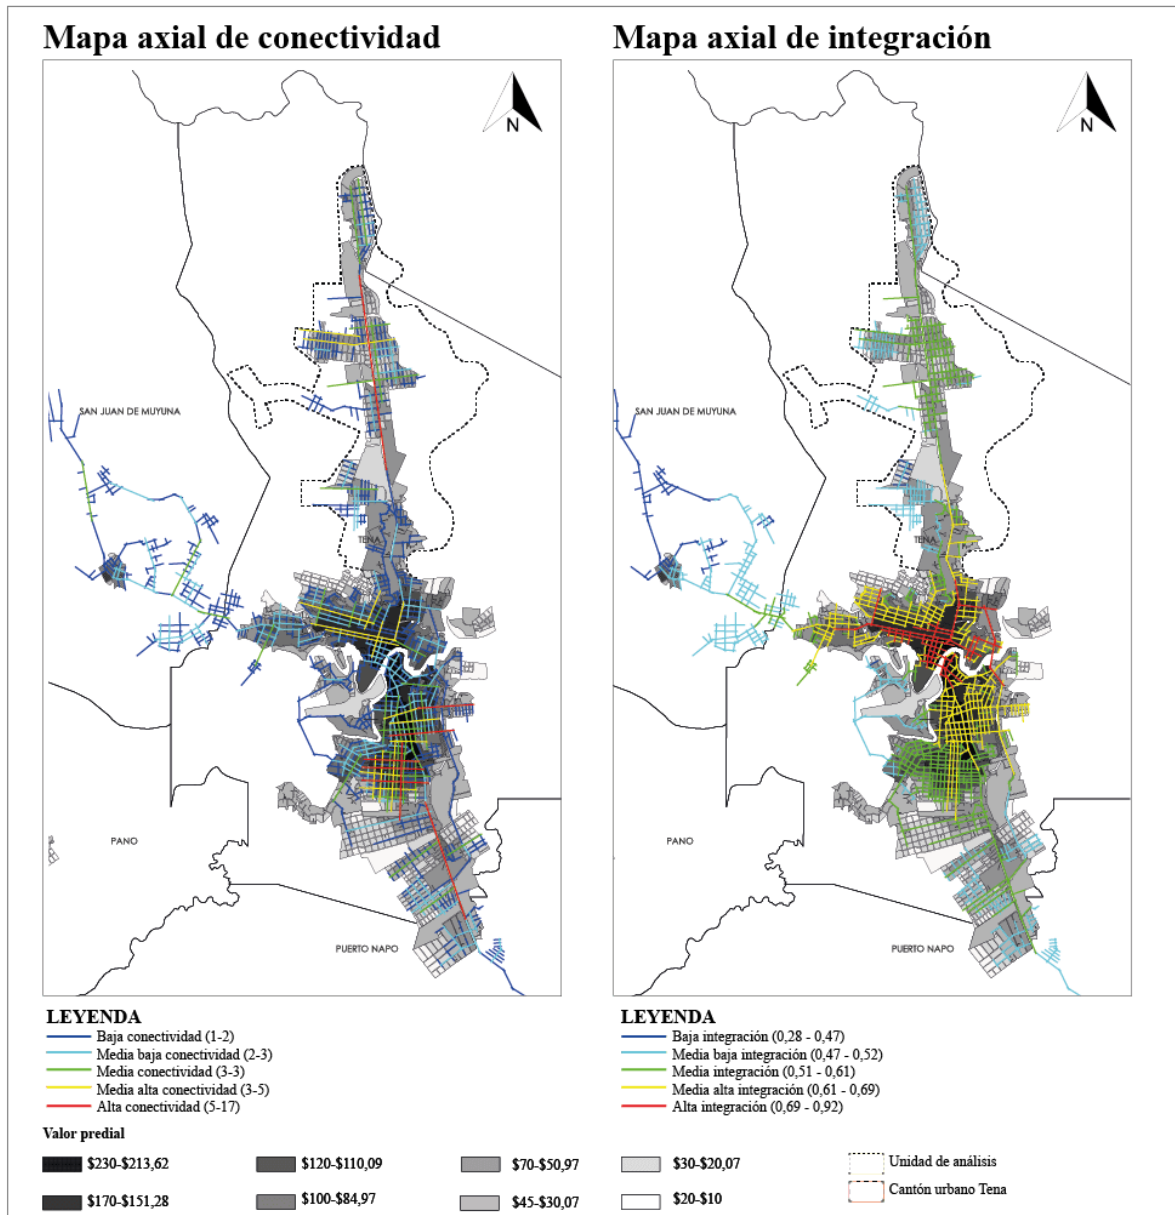 Mapa axial de conectividad
Mapa axial de integración
N
N
SAN JUAN DE MUYUNA
SAN JUAN DE MUYUNA
TENA
TENA
PANO
PANO
PUERTO NAPO
PUERTO NAPO
LEYENDA
Baja conectividad (1-2)
Media baja conectividad (2-3)
Media conectividad (3-3)
Media alta conectividad (3-5)
Alta conectividad (5-17)
LEYENDA
Baja integración (0,28 - 0,47)
Media baja integración (0,47 - 0,52)
Media integración (0,51 - 0,61)
Media alta integración (0,61 - 0,69)
Alta integración (0,69 - 0,92)
Valor predial
$230-$213,62
$120-$110,09
$70-$50,97
$30-$20,07
Unidad de análisis
$170-$151,28
$100-$84,97
$45-$30,07
$20-$10
Cantón urbano Tena